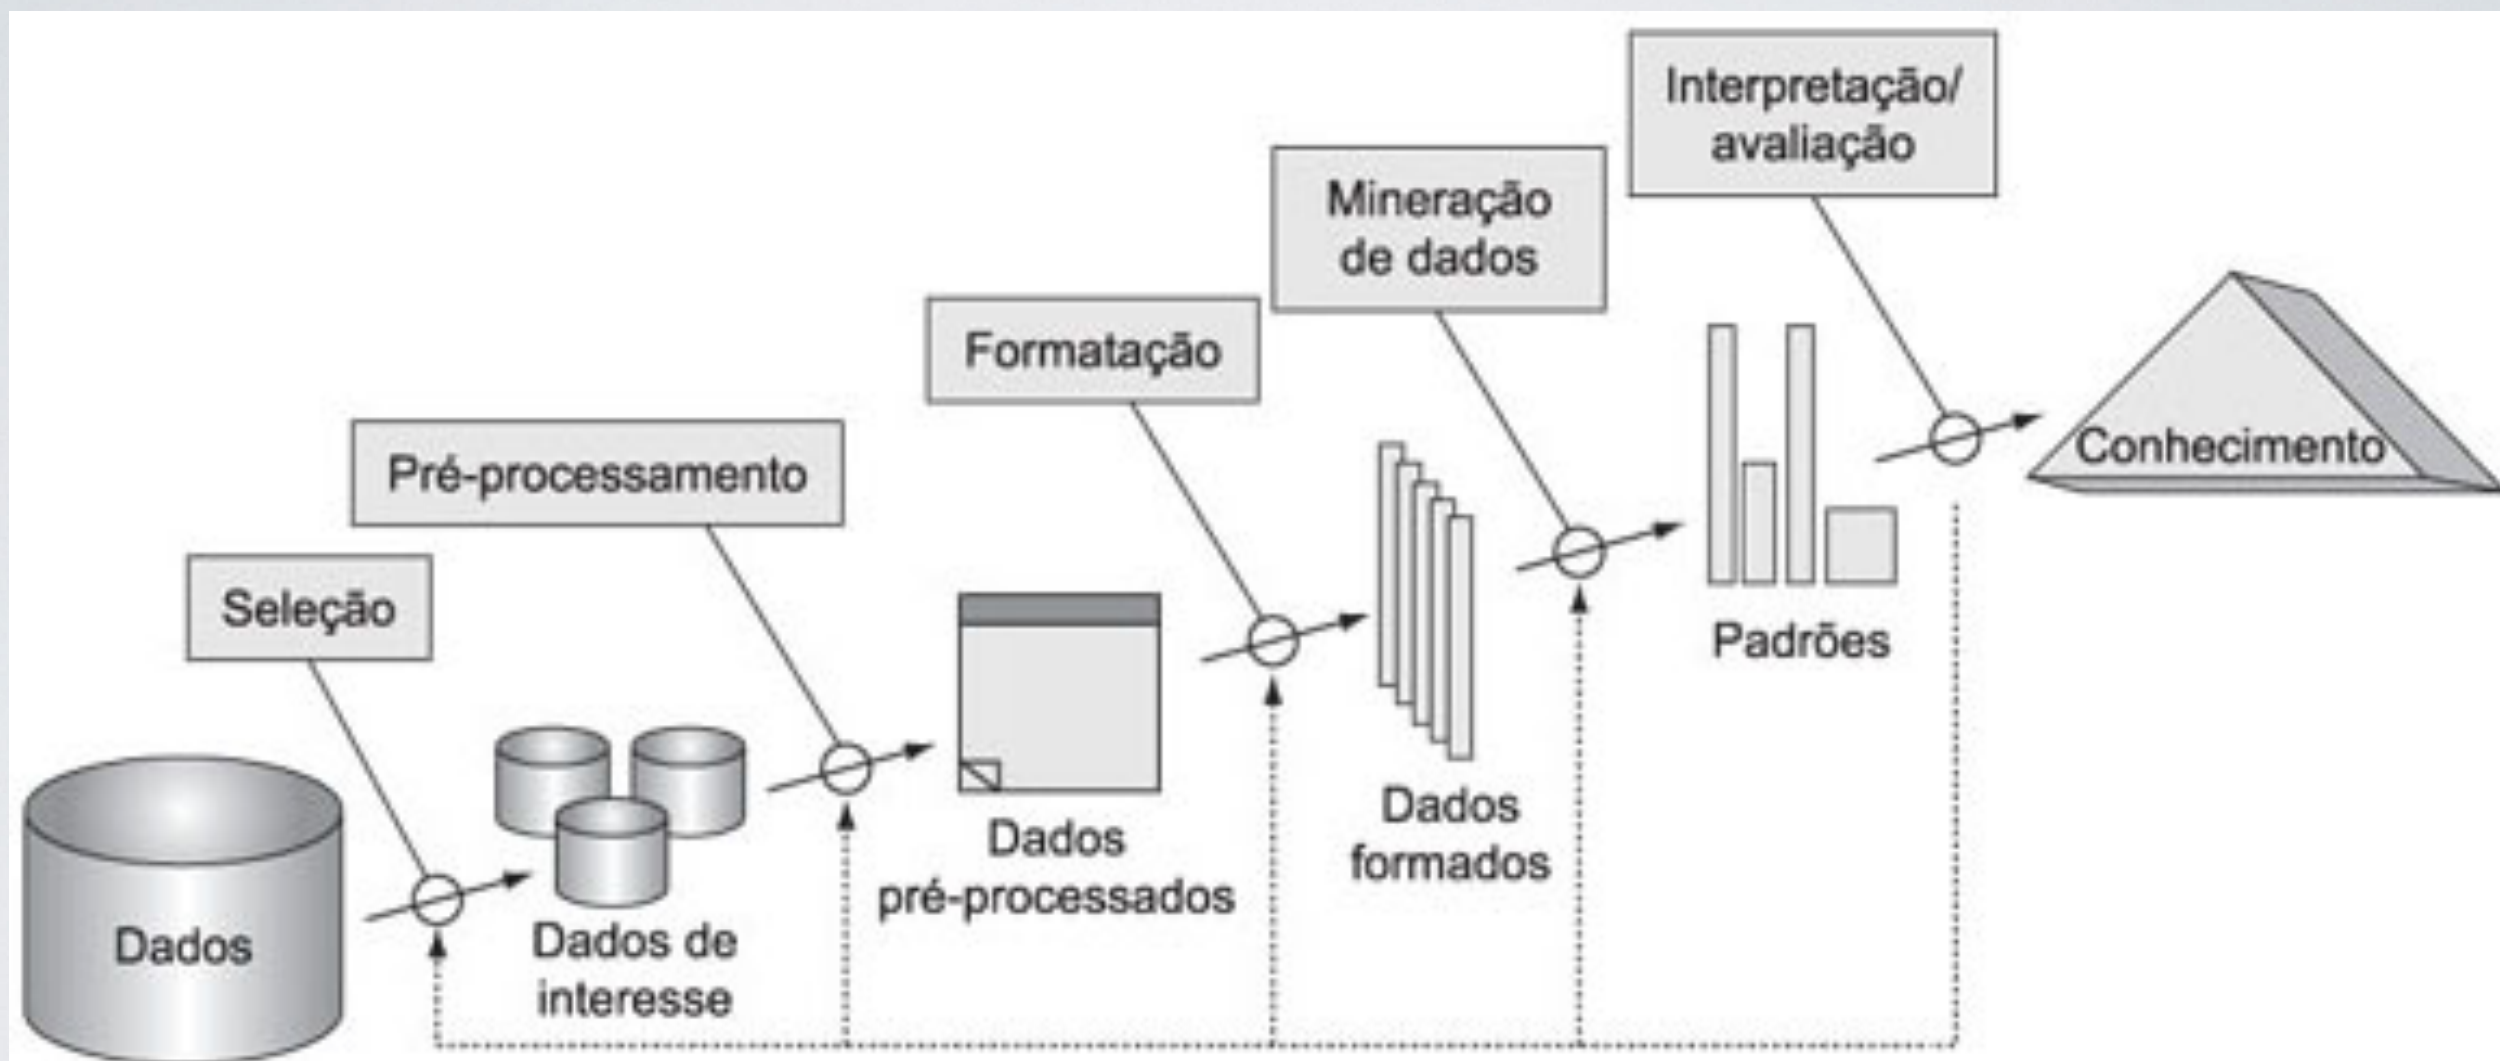 Interpretação/
avaliação
Mineração
de dados
Formatação
Pré-processamento
Seleção
Dados
Dados de
interesse
Dados
pré-processados
Dados
formados
Padrões
Conhecimento